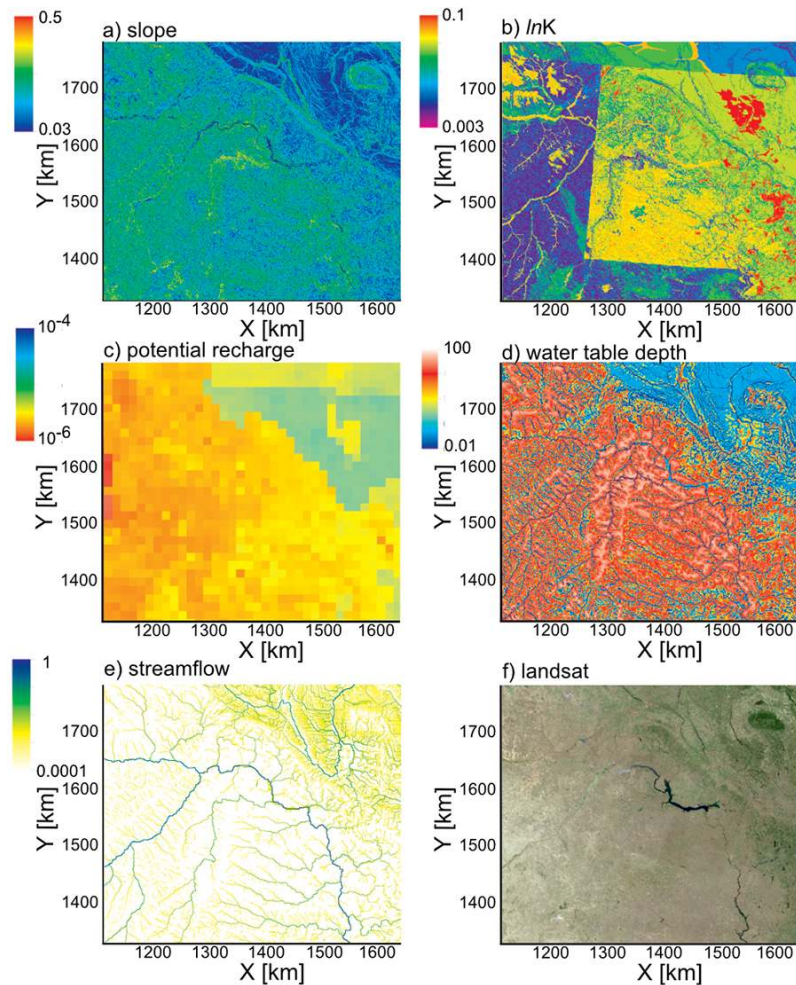 a) slope
0.5
0.03
Y [km]
1700
1600
1500
1400
1200 1300 1400 1500 1600
X [km]
b) lnK
0.1
0.003
Y [km]
1700
1600
1500
1400
1200 1300 1400 1500 1600
X [km]
c) potential recharge
10-4
10-6
Y [km]
1700
1600
1500
1400
1200 1300 1400 1500 1600
X [km]
d) water table depth
100
0.01
Y [km]
1700
1600
1500
1400
1200 1300 1400 1500 1600
X [km]
e) streamflow
1
0.0001
Y [km]
1700
1600
1500
1400
1200 1300 1400 1500 1600
X [km]
f) landsat
Y [km]
1700
1600
1500
1400
1200 1300 1400 1500 1600
X [km]